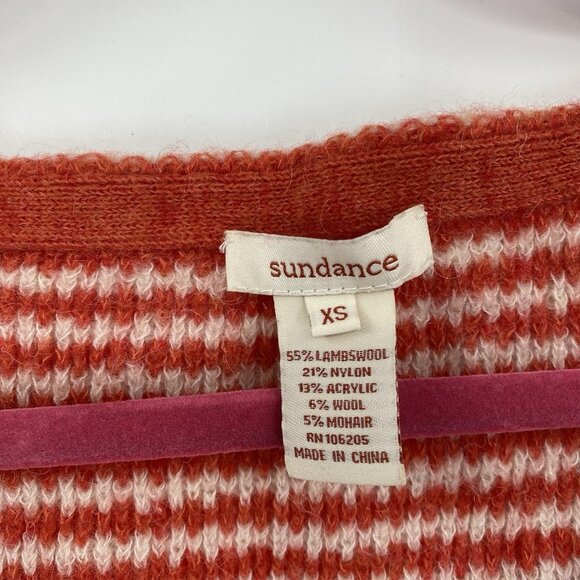 sundance
XS
55% LAMBSWOOL
21% NYLON
13% ACRYLIC
6% WOOL
5% MOHAIR
RN 106205
MADE IN CHINA